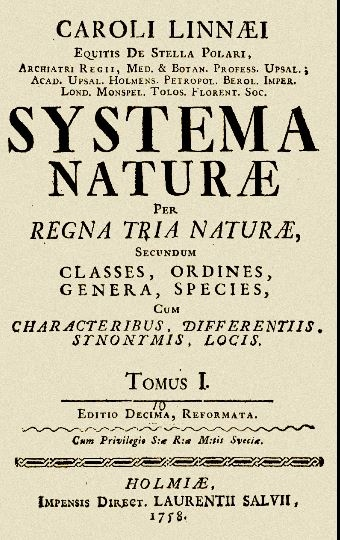 CAROLI LINNÆI
EQUITIS DE STELLA POLARI,
ARCHIATRI REGII, MED. & BOTAN. PROFESS. UPSAL.;
ACAD. UPSAL. HOLMENS. PETROPOL. BEROL. IMPER.
LOND. MONSPEL. TOLOS. FLORENT. SOC.
SYSTEMA
NATURÆ
PER
REGNA TRIA NATURÆ,
SECUNDUM
CLASSES, ORDINES,
GENERA, SPECIES,
CUM
CHARACTERIBUS, DIFFERENTIIS.
SYNONYMIS, LOCIS.
TOMUS I.
10
EDITIO DECIMA, REFORMATA.
Cum Privilegio S:æ R:æ M:tis Sveciæ.
HOLMIÆ,
IMPENSIS DIRECT. LAURENTII SALVII,
1758.